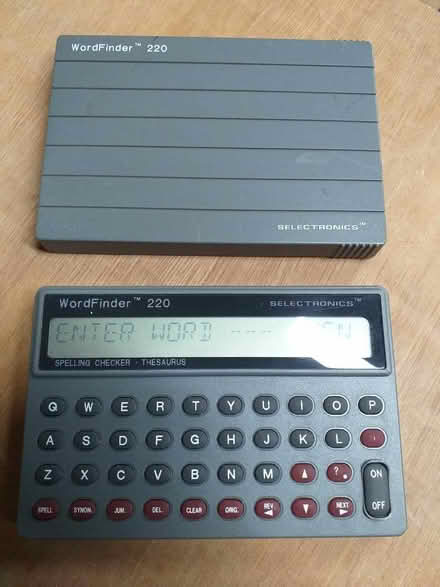 WordFinder™ 220
SELECTRONICS™
WordFinder™ 220 SELECTRONICS™
ENTER WORD ---
SPELLING CHECKER · THESAURUS
Q W E R T Y U I O P
A S D F G H J K L
Z X C V B N M ▲ ?. ON
OFF
SPELL SYNON. JUM. DEL. CLEAR ORIG. REV ◄ ▼ NEXT ►